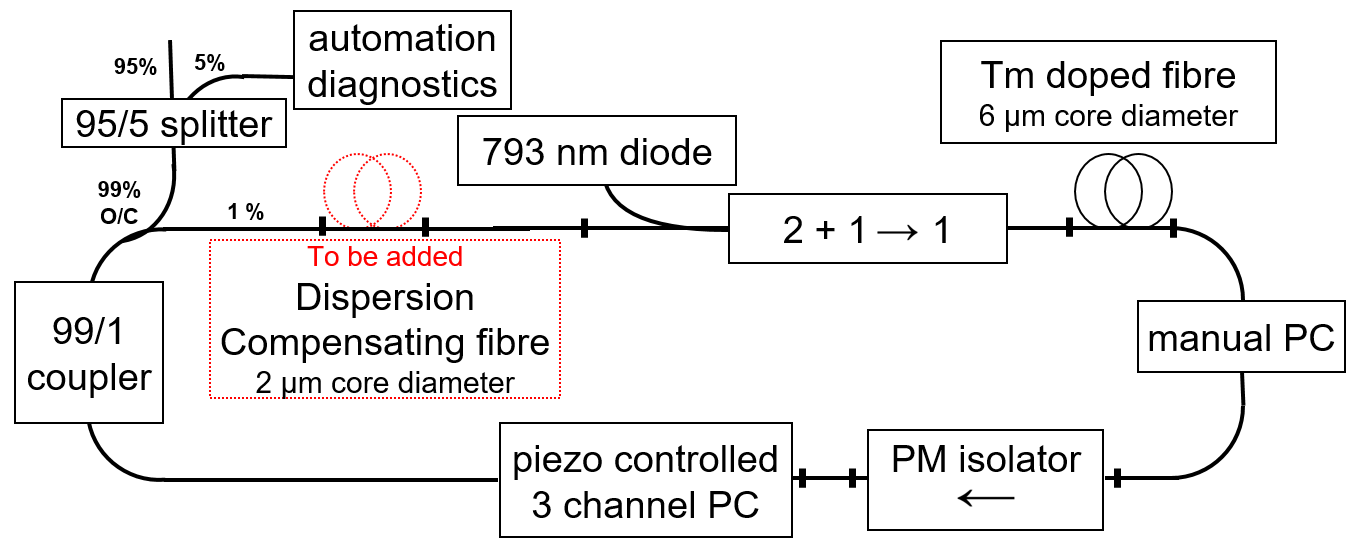 automation
diagnostics
95%
5%
95/5 splitter
793 nm diode
Tm doped fibre
6 µm core diameter
99%
O/C
1 %
2 + 1 → 1
To be added
Dispersion
Compensating fibre
2 µm core diameter
99/1
coupler
manual PC
piezo controlled
3 channel PC
PM isolator
←